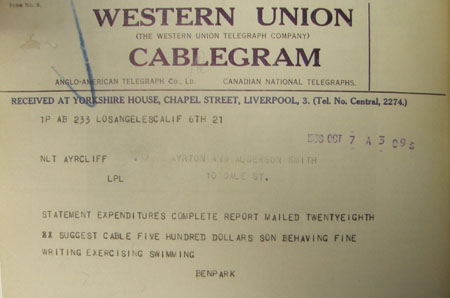 Form No. 6.
WESTERN UNION
(THE WESTERN UNION TELEGRAPH COMPANY)
CABLEGRAM
ANGLO-AMERICAN TELEGRAPH Co., Ld. CANADIAN NATIONAL TELEGRAPHS.
RECEIVED AT YORKSHIRE HOUSE, CHAPEL STREET, LIVERPOOL, 3. (Tel. No. Central, 2274.)
1P AB 233 LOSANGELESCALIF 6TH 21
OCT 7 A 3 09
NLT AYRCLIFF AYRTON AND ALDERSON SMITH
LPL 10 DALE ST.
STATEMENT EXPENDITURES COMPLETE REPORT MAILED TWENTYEIGHTH
SUGGEST CABLE FIVE HUNDRED DOLLARS SON BEHAVING FINE
WRITING EXERCISING SWIMMING
BENPARK